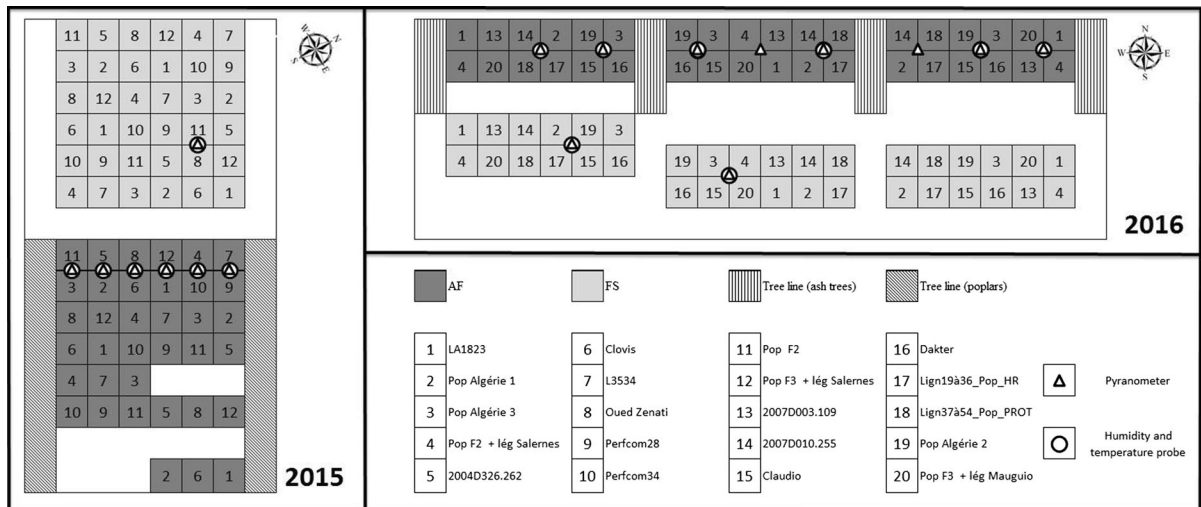 11 5 8 12 4 7
3 2 6 1 10 9
8 12 4 7 3 2
6 1 10 9 11 5
10 9 11 5 8 12
4 7 3 2 6 1
W N
S E
11 5 8 12 4 7
3 2 6 1 10 9
8 12 4 7 3 2
6 1 10 9 11 5
4 7 3
10 9 11 5 8 12
2 6 1
2015
1 13 14 2 19 3 19 3 4 13 14 18 14 18 19 3 20 1
4 20 18 17 15 16 16 15 20 1 2 17 2 17 15 16 13 4
N
W E
S
1 13 14 2 19 3
4 20 18 17 15 16
19 3 4 13 14 18 14 18 19 3 20 1
16 15 20 1 2 17 2 17 15 16 13 4
2016
AF FS Tree line (ash trees) Tree line (poplars)
1 LA1823 6 Clovis 11 Pop F2 16 Dakter
2 Pop Algérie 1 7 L3534 12 Pop F3 + lég Salernes 17 Lign19à36_Pop_HR Pyranometer
3 Pop Algérie 3 8 Oued Zenati 13 2007D003.109 18 Lign37à54_Pop_PROT
4 Pop F2 + lég Salernes 9 Perfcom28 14 2007D010.255 19 Pop Algérie 2 Humidity and
temperature probe
5 2004D326.262 10 Perfcom34 15 Claudio 20 Pop F3 + lég Mauguio